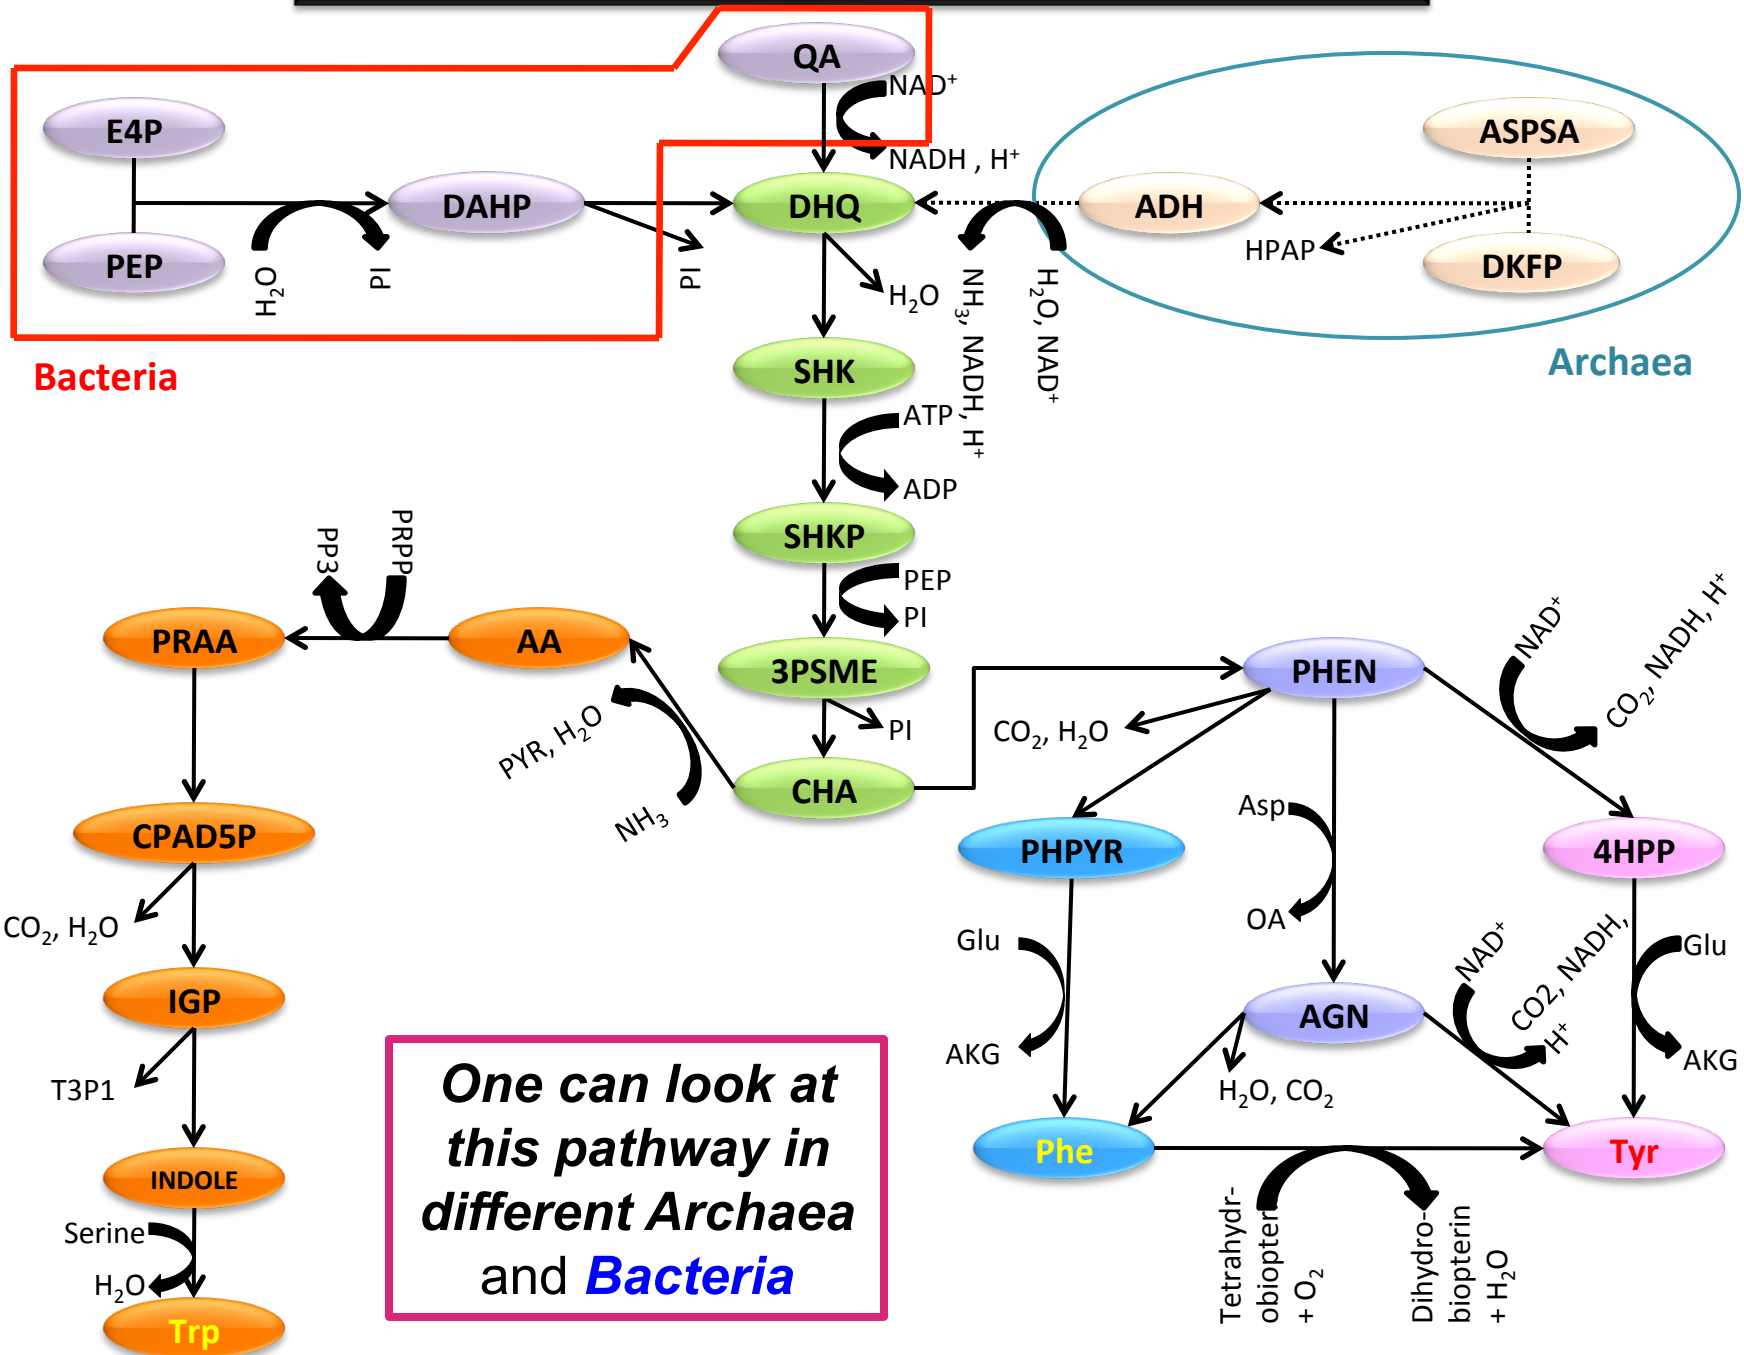 QA
NAD⁺
NADH , H⁺
E4P
PEP
DAHP
H₂O
PI
PI
Bacteria
DHQ
H₂O
NH₃, NADH, H⁺
H₂O, NAD⁺
ADH
HPAP
ASPSA
DKFP
Archaea
SHK
ATP
ADP
SHKP
PEP
PI
3PSME
PI
CHA
PRPP
PP3
PRAA
AA
PYR, H₂O
NH₃
CPAD5P
CO₂, H₂O
IGP
T3P1
INDOLE
Serine
H₂O
Trp
PHEN
CO₂, H₂O
NAD⁺
CO₂, NADH, H⁺
PHPYR
Asp
OA
4HPP
Glu
AKG
AGN
NAD⁺
CO2, NADH,
H⁺
Glu
AKG
H₂O, CO₂
Phe
Tyr
Tetrahydr-
obiopter
+ O₂
Dihydro-
biopterin
+ H₂O
One can look at
this pathway in
different Archaea
and Bacteria